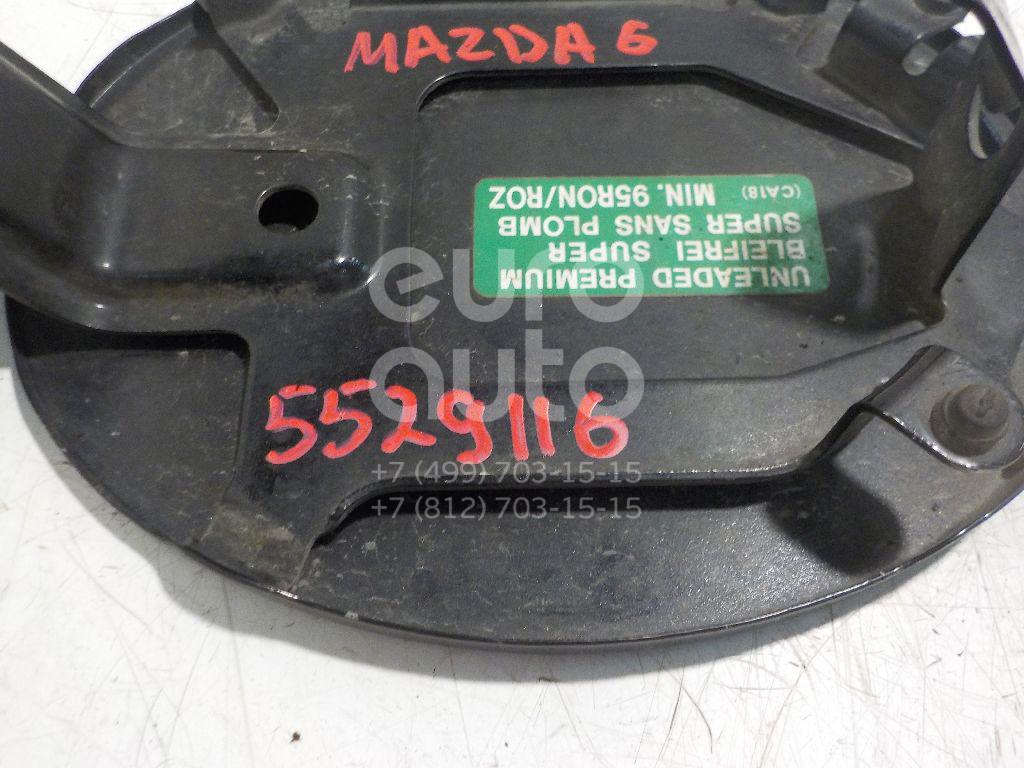 MAZDA 6
UNLEADED PREMIUM
BLEIFREI SUPER
SUPER SANS PLOMB
MIN. 95RON/ROZ (CA18)
euro
auto
5529116
+7 (499) 703-15-15
+7 (812) 703-15-15